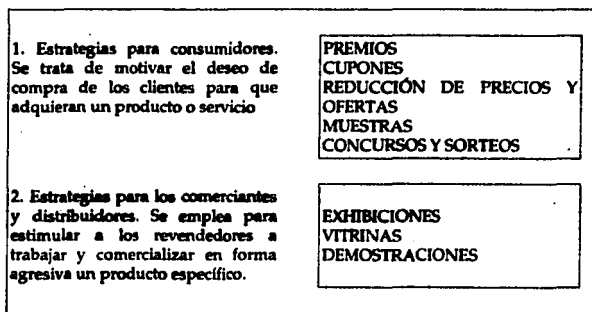 1. Estrategias para consumidores.
Se trata de motivar el deseo de
compra de los clientes para que
adquieran un producto o servicio
PREMIOS
CUPONES
REDUCCIÓN DE PRECIOS Y
OFERTAS
MUESTRAS
CONCURSOS Y SORTEOS
2. Estrategias para los comerciantes
y distribuidores. Se emplea para
estimular a los revendedores a
trabajar y comercializar en forma
agresiva un producto específico.
EXHIBICIONES
VITRINAS
DEMOSTRACIONES